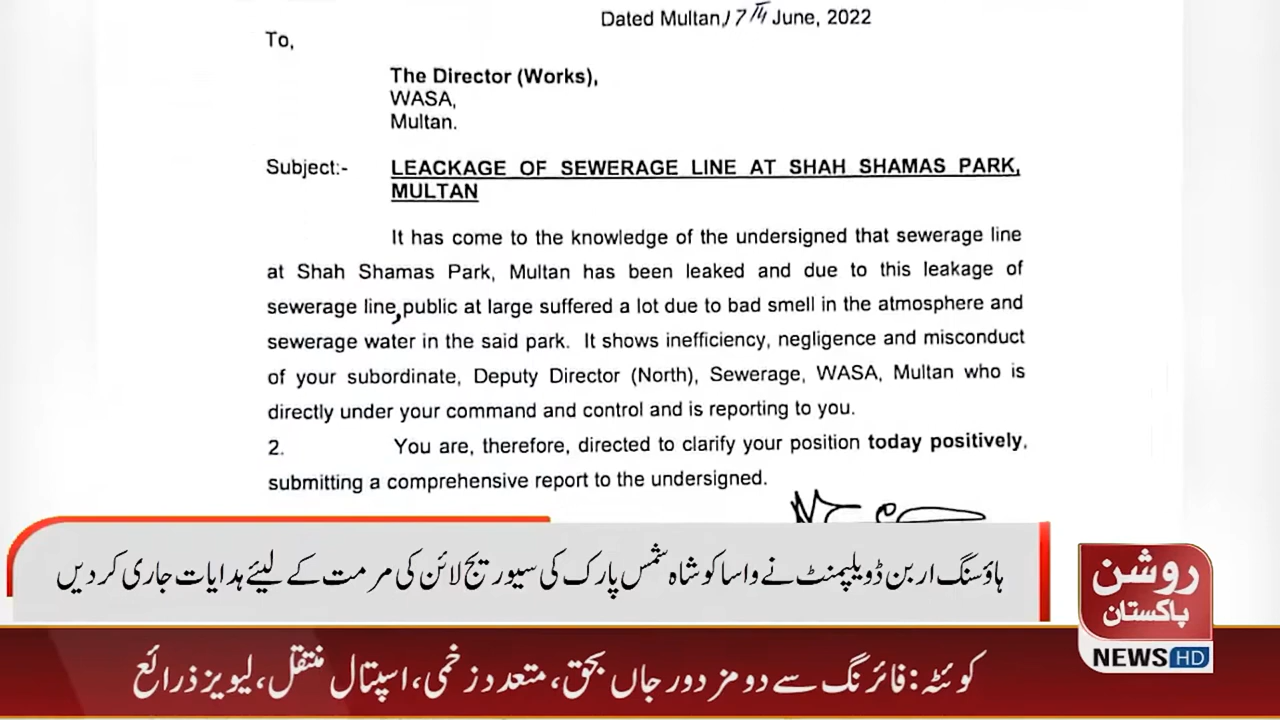 Dated Multan, 17th June, 2022
To,
The Director (Works),
WASA,
Multan.
Subject:- LEACKAGE OF SEWERAGE LINE AT SHAH SHAMAS PARK,
MULTAN
It has come to the knowledge of the undersigned that sewerage line
at Shah Shamas Park, Multan has been leaked and due to this leakage of
sewerage line, public at large suffered a lot due to bad smell in the atmosphere and
sewerage water in the said park. It shows inefficiency, negligence and misconduct
of your subordinate, Deputy Director (North), Sewerage, WASA, Multan who is
directly under your command and control and is reporting to you.
2. You are, therefore, directed to clarify your position today positively,
submitting a comprehensive report to the undersigned.
ہاؤسنگ اربن ڈویلپمنٹ نے واسا کو شاہ شمس پارک کی سیوریج لائن کی مرمت کے لیئے ہدایات جاری کر دیں
روشن
پاکستان
NEWS HD
کوئٹہ: فائرنگ سے دو مزدور جاں بحق، متعدد زخمی، اسپتال منتقل، لیویز ذرائع